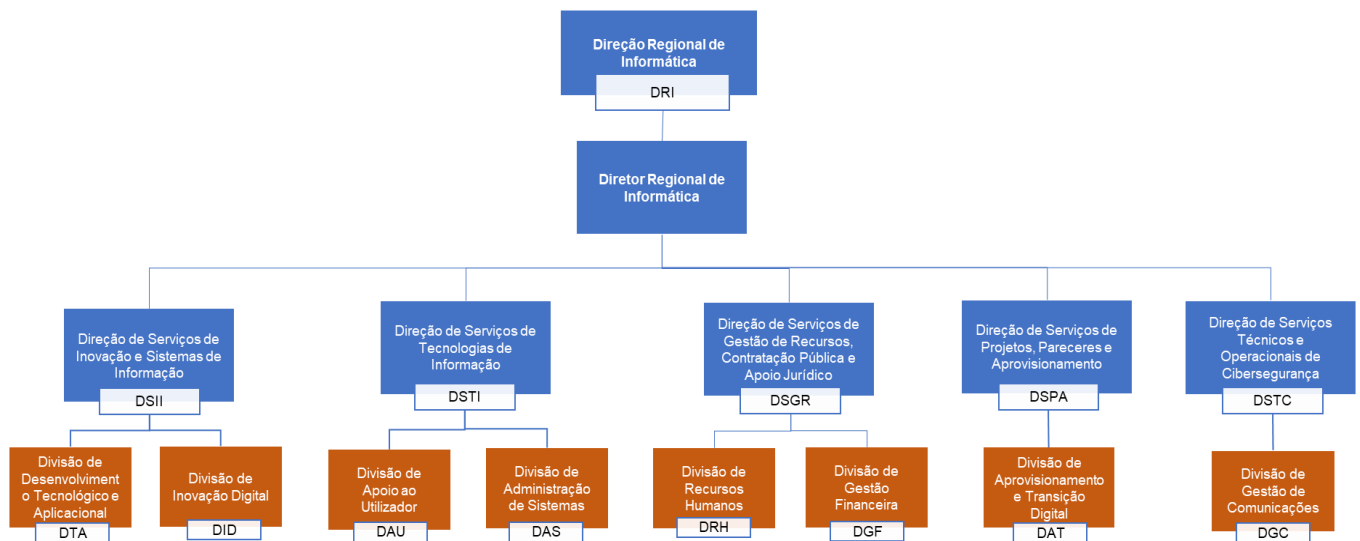 Direção Regional de
Informática
DRI
Diretor Regional de
Informática
Direção de Serviços de
Inovação e Sistemas de
Informação
DSII
Direção de Serviços de
Tecnologias de
Informação
DSTI
Direção de Serviços de
Gestão de Recursos,
Contratação Pública e
Apoio Jurídico
DSGR
Direção de Serviços de
Projetos, Pareceres e
Aprovisionamento
DSPA
Direção de Serviços
Técnicos e
Operacionais de
Cibersegurança
DSTC
Divisão de
Desenvolviment
o Tecnológico e
Aplicacional
DTA
Divisão de
Inovação Digital
DID
Divisão de
Apoio ao
Utilizador
DAU
Divisão de
Administração
de Sistemas
DAS
Divisão de
Recursos
Humanos
DRH
Divisão de
Gestão
Financeira
DGF
Divisão de
Aprovisionamento
e Transição
Digital
DAT
Divisão de
Gestão de
Comunicações
DGC